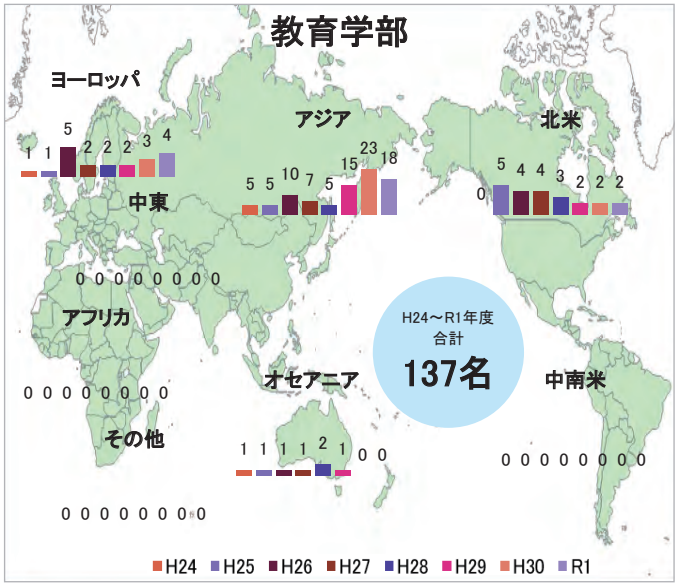 教育学部
ヨーロッパ
1 1 5 2 2 2 3 4
アジア
5 5 10 7 5 15 23 18
北米
0 5 4 4 3 2 2 2
中東
0 0 0 0 0 0 0 0
アフリカ
0 0 0 0 0 0 0 0
H24～R1年度
合計
137名
オセアニア
1 1 1 1 2 1 0 0
中南米
0 0 0 0 0 0 0 0
その他
0 0 0 0 0 0 0 0
H24 H25 H26 H27 H28 H29 H30 R1